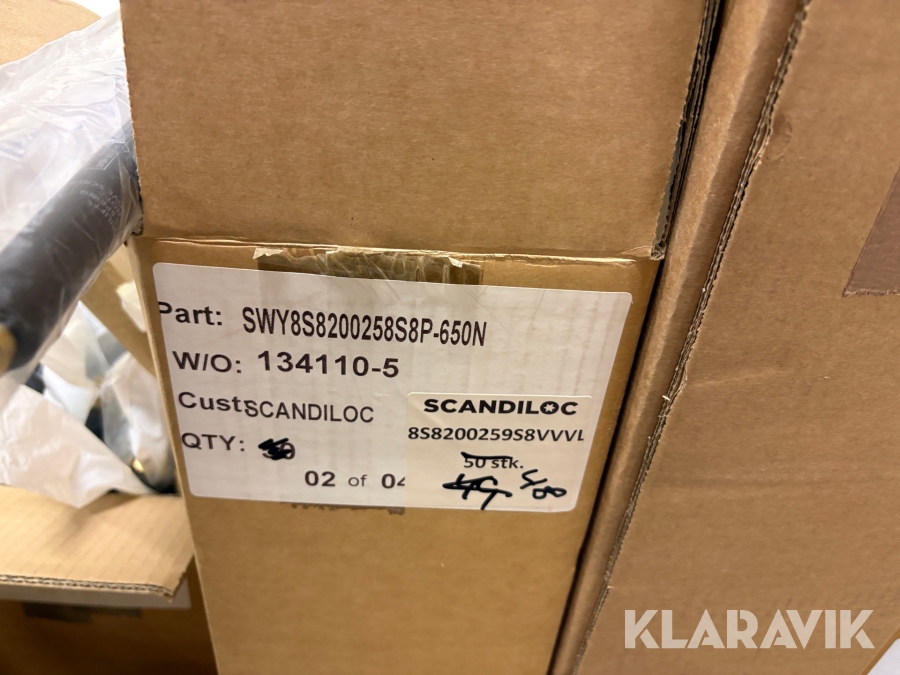 Part: SWY8S8200258S8P-650N
W/O: 134110-5
Cust: SCANDILOC
QTY:
02 of 04
SCANDILOC
8S8200259S8VVVL
50 stk.
KLARAVIK